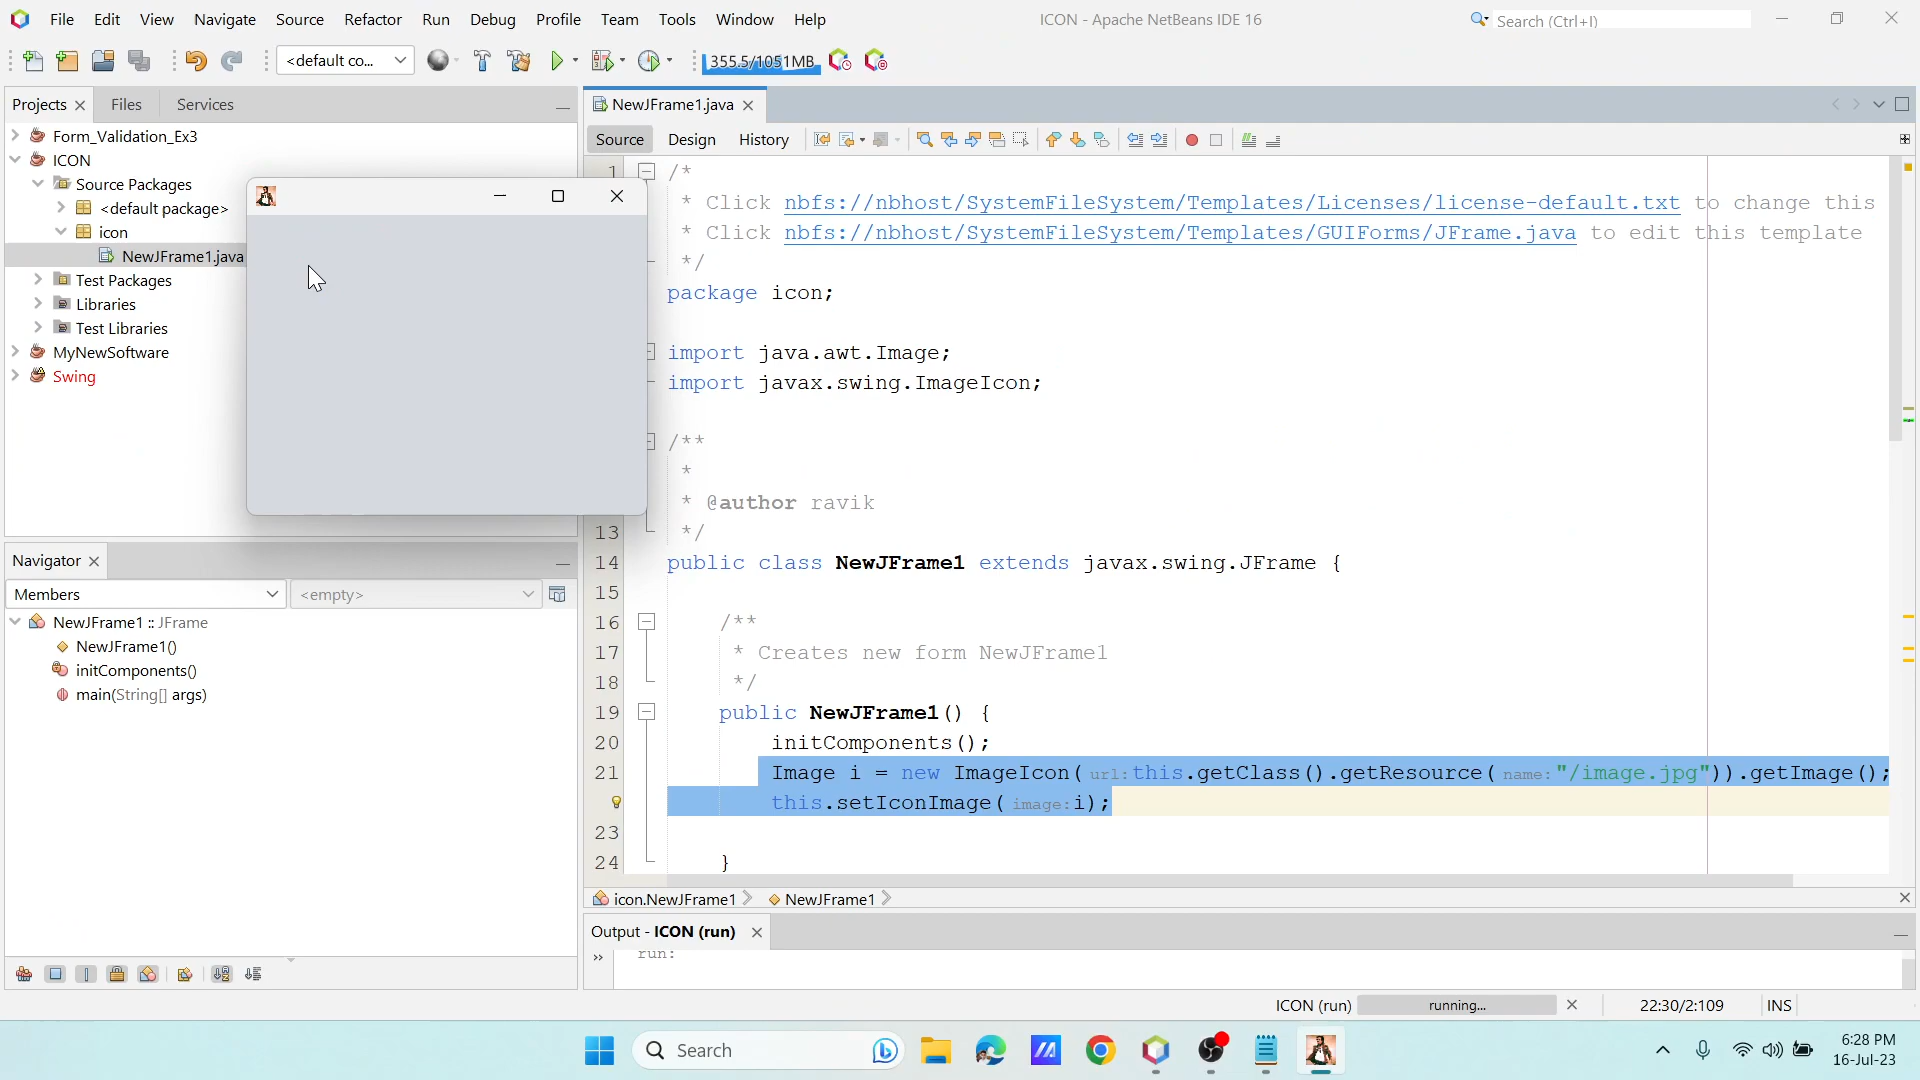 File Edit View Navigate Source Refactor Run Debug Profile Team Tools Window Help
ICON - Apache NetBeans IDE 16
Search (Ctrl+I)
<default co...
355.5/1051MB
Projects
Files
Services
Form_Validation_Ex3
ICON
Source Packages
<default package>
icon
NewJFrame1.java
Test Packages
Libraries
Test Libraries
MyNewSoftware
Swing
Navigator
Members
<empty>
NewJFrame1 :: JFrame
NewJFrame1()
initComponents()
main(String[] args)
NewJFrame1.java
Source Design History
1 /*
* Click nbfs://nbhost/SystemFileSystem/Templates/Licenses/license-default.txt to change this
* Click nbfs://nbhost/SystemFileSystem/Templates/GUIForms/JFrame.java to edit this template
*/
package icon;
import java.awt.Image;
import javax.swing.ImageIcon;
/**
*
* @author ravik
13 */
14 public class NewJFrame1 extends javax.swing.JFrame {
15
16 /**
17 * Creates new form NewJFrame1
18 */
19 public NewJFrame1() {
20 initComponents();
21 Image i = new ImageIcon( url:this.getClass().getResource( name:"/image.jpg")).getImage();
this.setIconImage( image:i);
23
24 }
icon.NewJFrame1
NewJFrame1
Output - ICON (run)
run:
ICON (run)
running...
22:30/2:109
INS
Search
6:28 PM
16-Jul-23